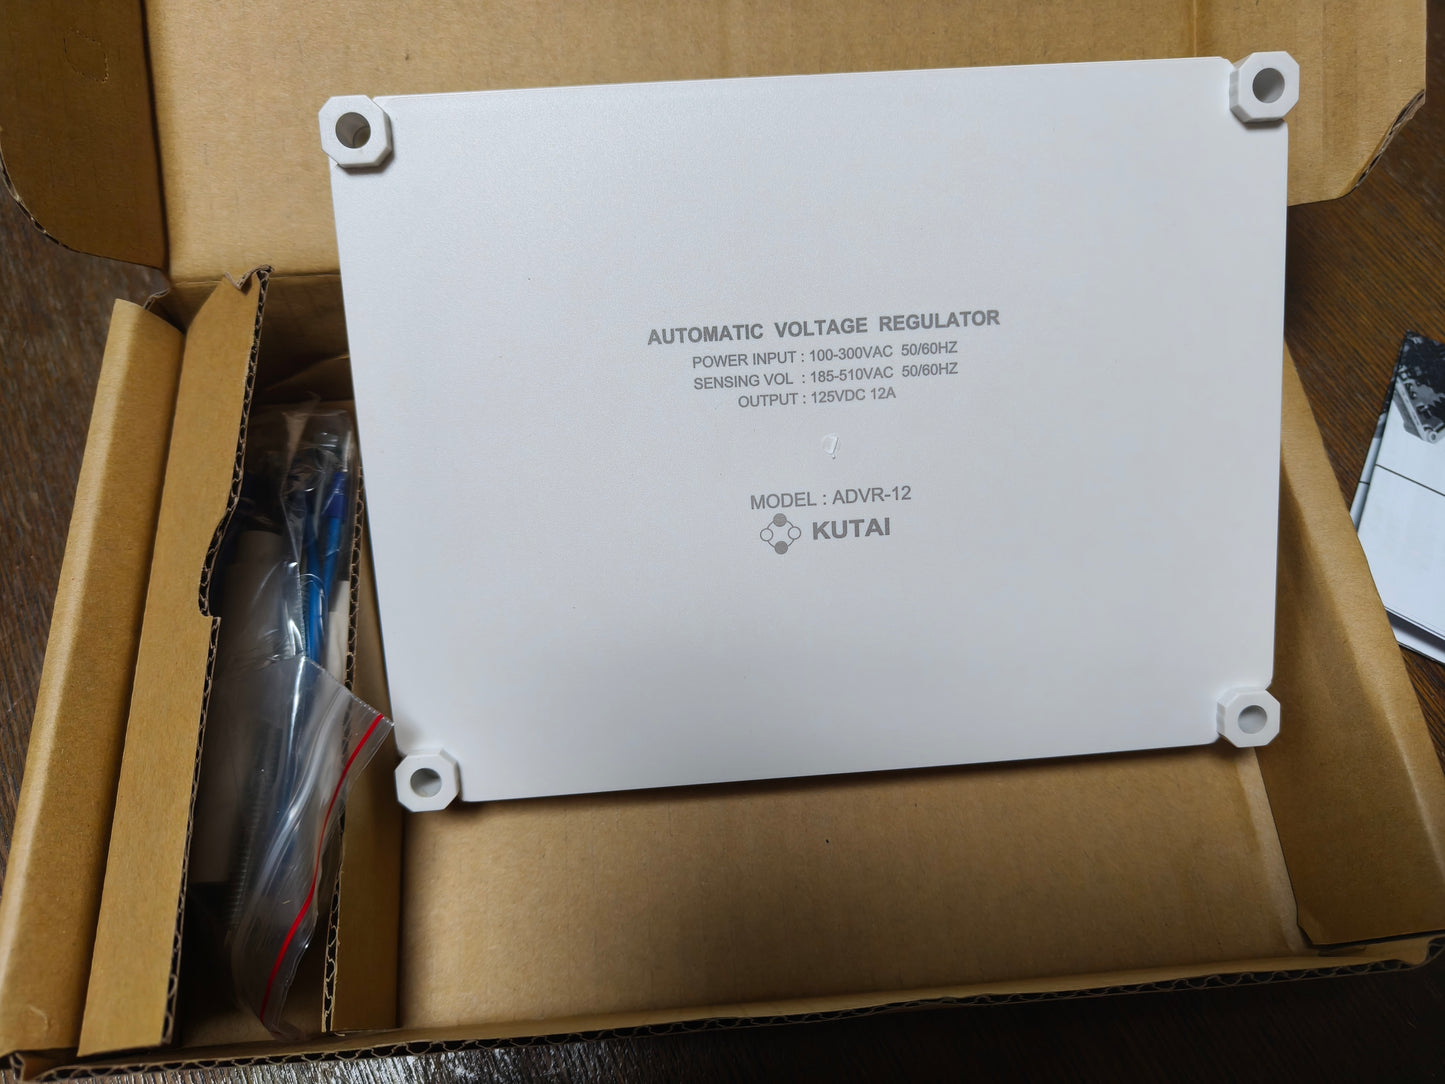 AUTOMATIC VOLTAGE REGULATOR
POWER INPUT : 100-300VAC 50/60HZ
SENSING VOL : 185-510VAC 50/60HZ
OUTPUT : 125VDC 12A
MODEL : ADVR-12
KUTAI